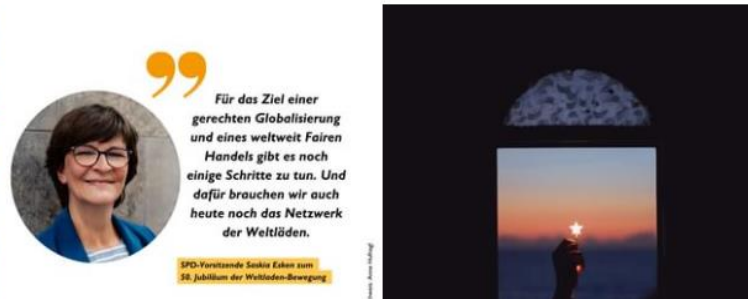 ”
Für das Ziel einer
gerechten Globalisierung
und eines weltweit Fairen
Handels gibt es noch
einige Schritte zu tun. Und
dafür brauchen wir auch
heute noch das Netzwerk
der Weltläden.
SPD-Vorsitzende Saskia Esken zum
50. Jubiläum der Weltladen-Bewegung